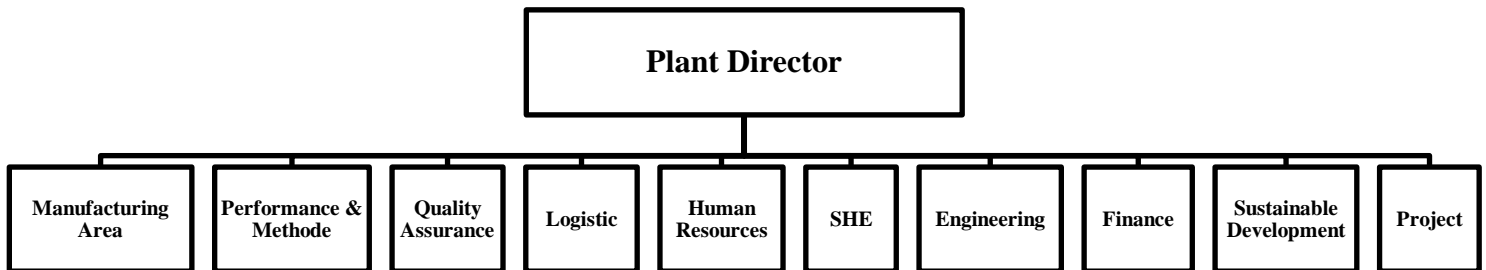 Plant Director
Manufacturing
Area
Performance &
Methode
Quality
Assurance
Logistic
Human
Resources
SHE
Engineering
Finance
Sustainable
Development
Project